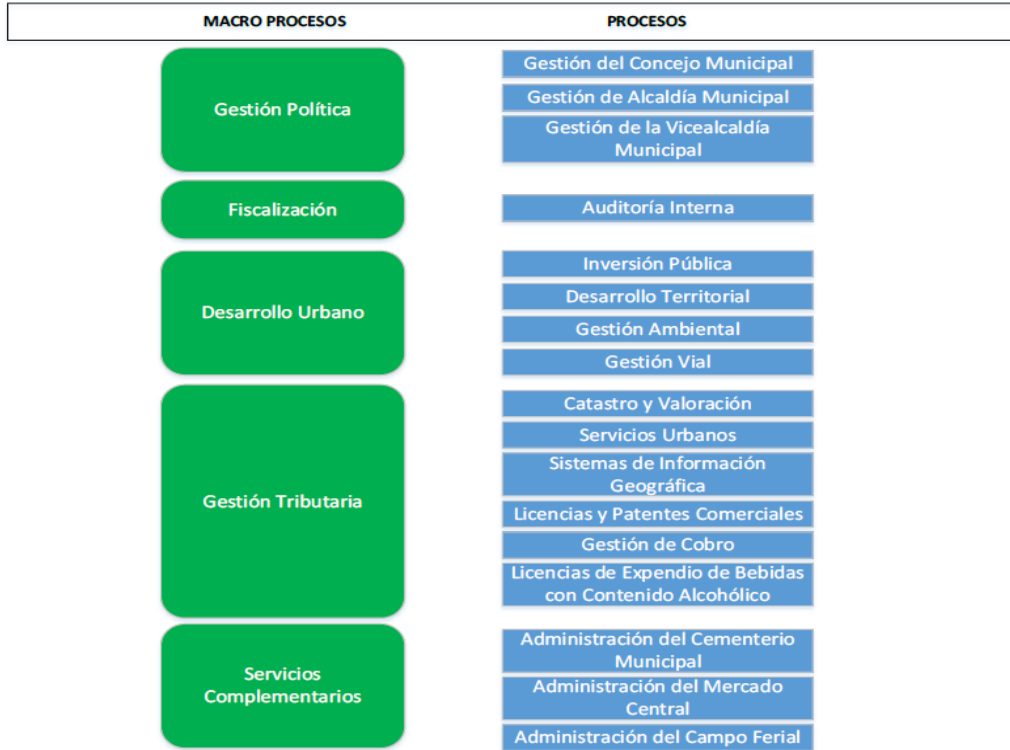 MACRO PROCESOS
PROCESOS
Gestión Política
Gestión del Concejo Municipal
Gestión de Alcaldía Municipal
Gestión de la Vicealcaldía
Municipal
Fiscalización
Auditoría Interna
Desarrollo Urbano
Inversión Pública
Desarrollo Territorial
Gestión Ambiental
Gestión Vial
Gestión Tributaria
Catastro y Valoración
Servicios Urbanos
Sistemas de Información
Geográfica
Licencias y Patentes Comerciales
Gestión de Cobro
Licencias de Expendio de Bebidas
con Contenido Alcohólico
Servicios
Complementarios
Administración del Cementerio
Municipal
Administración del Mercado
Central
Administración del Campo Ferial